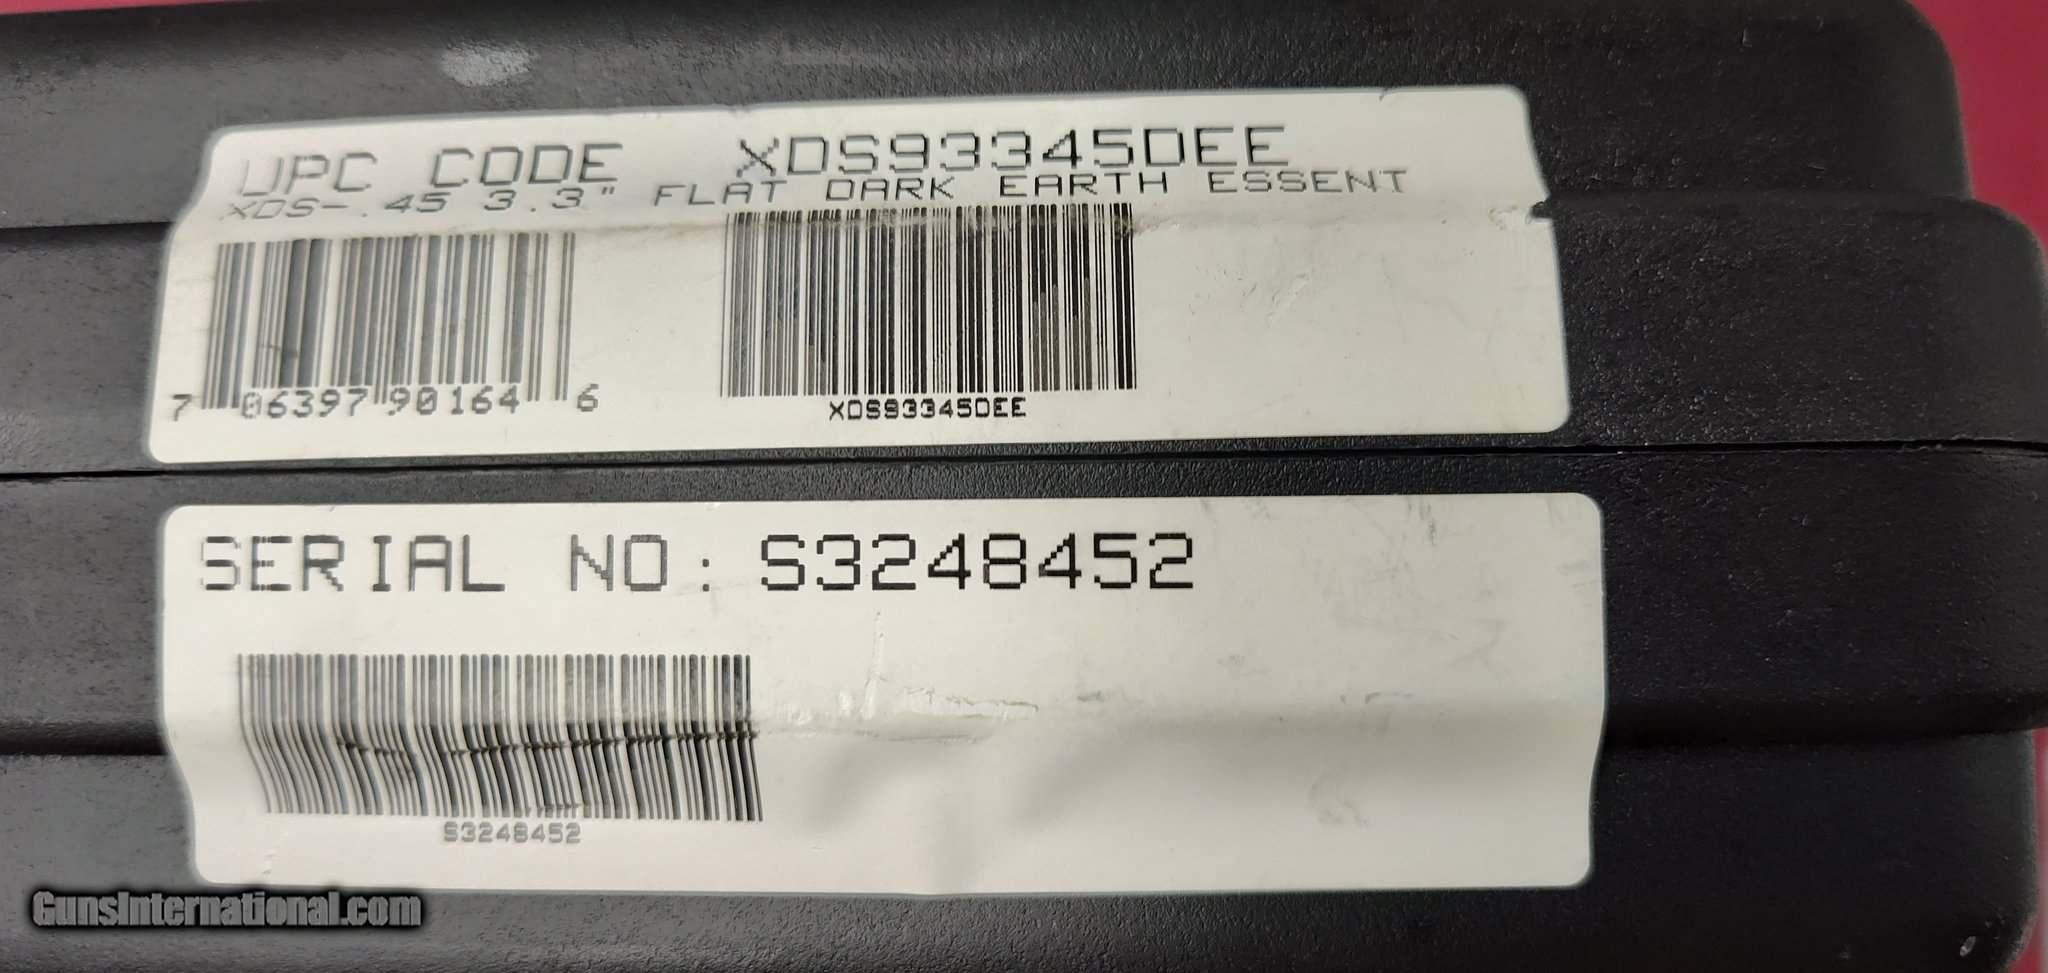 UPC CODE XDS93345DEE
XDS-.45 3.3" FLAT DARK EARTH ESSENT
7 06397 90164 6
XDS93345DEE
SERIAL NO: S3248452
S3248452
GunsInternational.com